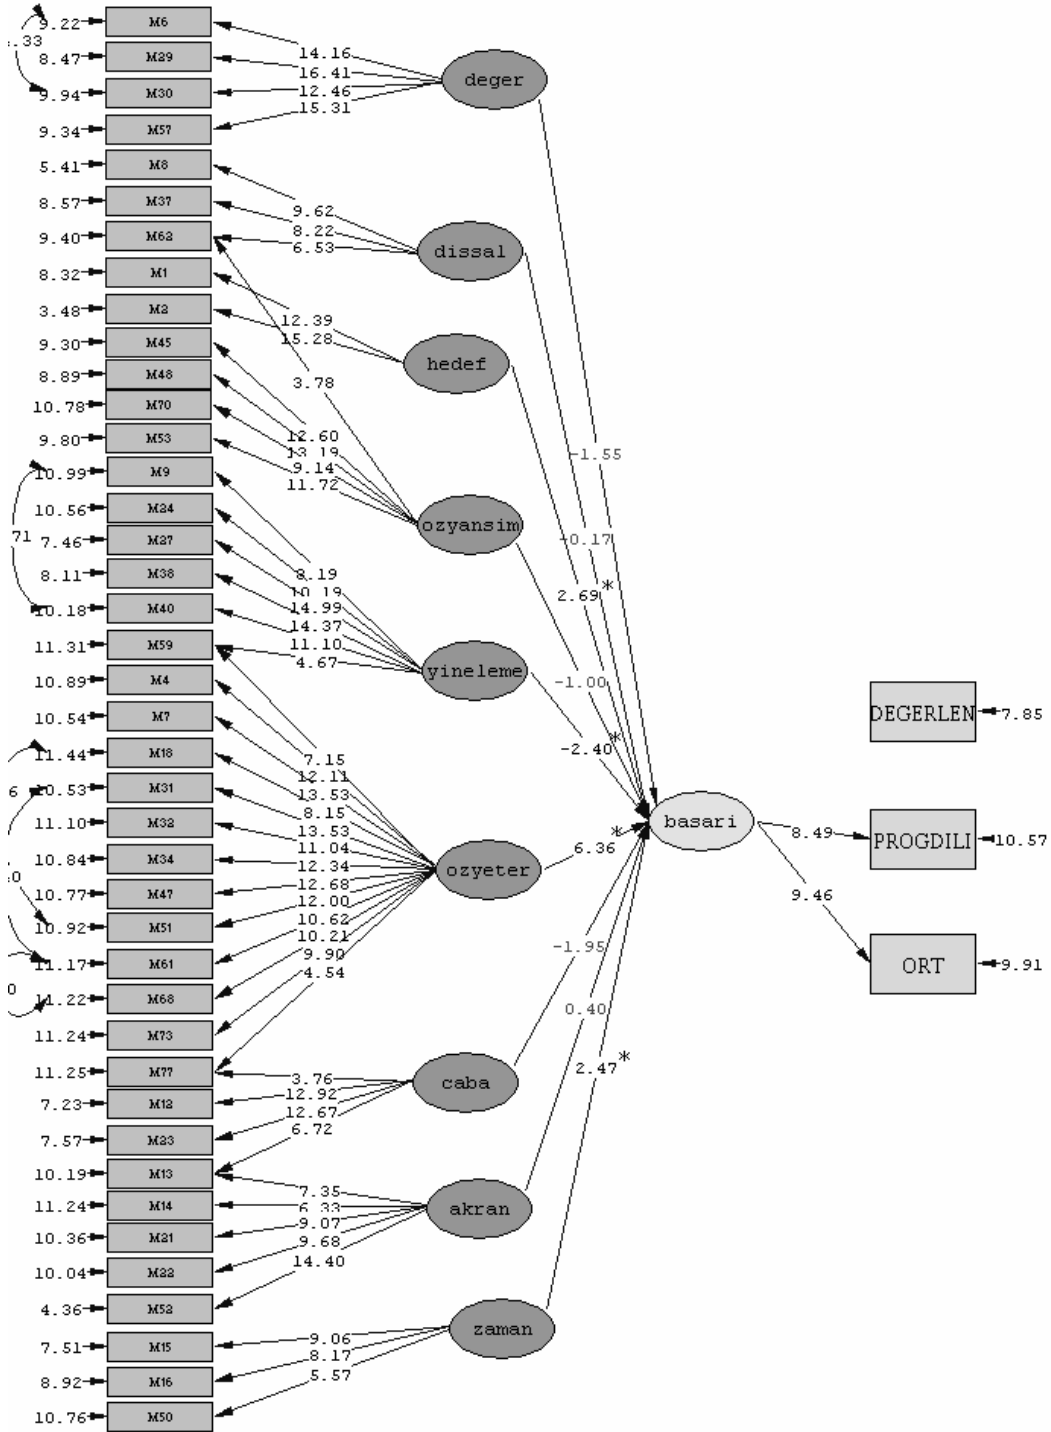 9.22 M6
.33
14.16
8.47 M29
16.41
deger
9.94 M30
12.46
15.31
9.34 M57
5.41 M8
8.57 M37
9.62
8.22
9.40 M62
6.53
dissal
8.32 M1
3.48 M2
12.39
15.28
9.30 M45
hedef
8.89 M48
3.78
10.78 M70
9.80 M53
12.60
13.19
9.14
-1.55
10.99 M9
11.72
10.56 M24
ozyansim
71
7.46 M27
-0.17
8.11 M38
8.19
10.19
2.69*
10.18 M40
14.99
14.37
11.31 M59
11.10
4.67
yineleme
10.89 M4
-1.00
10.54 M7
DEGERLEN 7.85
-2.40*
11.44 M18
7.15
12.11
6
10.53 M31
13.53
8.15
11.10 M32
13.53
11.04
6.36*
basari
8.49
PROGDILI 10.57
10.84 M34
12.34
ozyeter
0
10.77 M47
12.68
12.00
9.46
10.92 M51
10.62
10.21
11.17 M61
9.90
4.54
-1.95
ORT 9.91
0
11.22 M68
0.40
11.24 M73
11.25 M77
3.76
2.47*
caba
7.23 M12
12.92
12.67
7.57 M23
6.72
10.19 M13
7.35
11.24 M14
6.33
akran
10.36 M21
9.07
9.68
10.04 M22
14.40
4.36 M52
zaman
7.51 M15
9.06
8.17
8.92 M16
5.57
10.76 M50